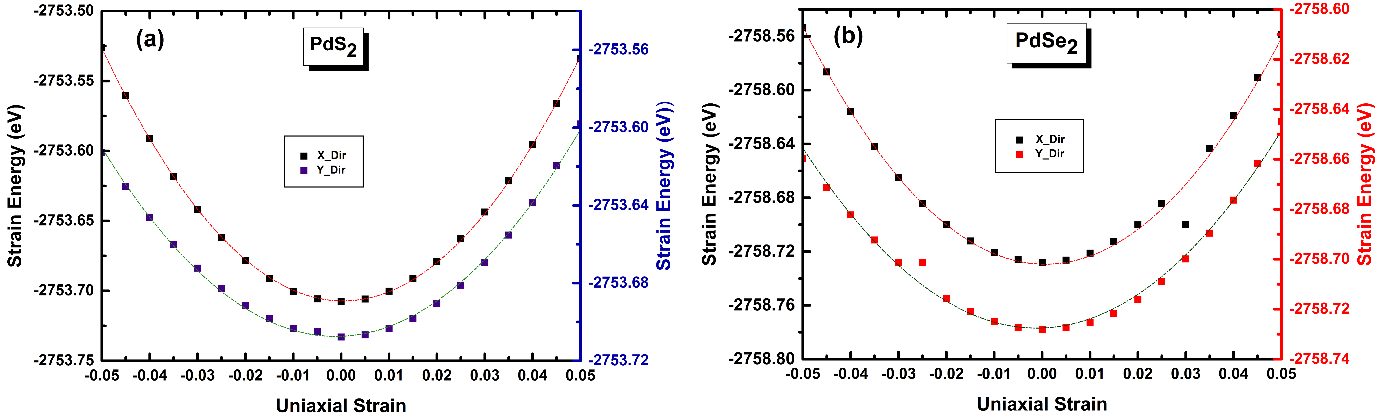 (a)
PdS2
X_Dir
Y_Dir
Strain Energy (eV)
-2753.50
-2753.55
-2753.60
-2753.65
-2753.70
-2753.75
-2753.56
-2753.60
-2753.64
-2753.68
-2753.72
Strain Energy (eV))
-0.05 -0.04 -0.03 -0.02 -0.01 0.00 0.01 0.02 0.03 0.04 0.05
Uniaxial Strain
(b)
PdSe2
X_Dir
Y_Dir
Strain Energy (eV)
-2758.56
-2758.60
-2758.64
-2758.68
-2758.72
-2758.76
-2758.80
-2758.60
-2758.62
-2758.64
-2758.66
-2758.68
-2758.70
-2758.72
-2758.74
Strain Energy (eV)
-0.05 -0.04 -0.03 -0.02 -0.01 0.00 0.01 0.02 0.03 0.04 0.05
Uniaxial Strain